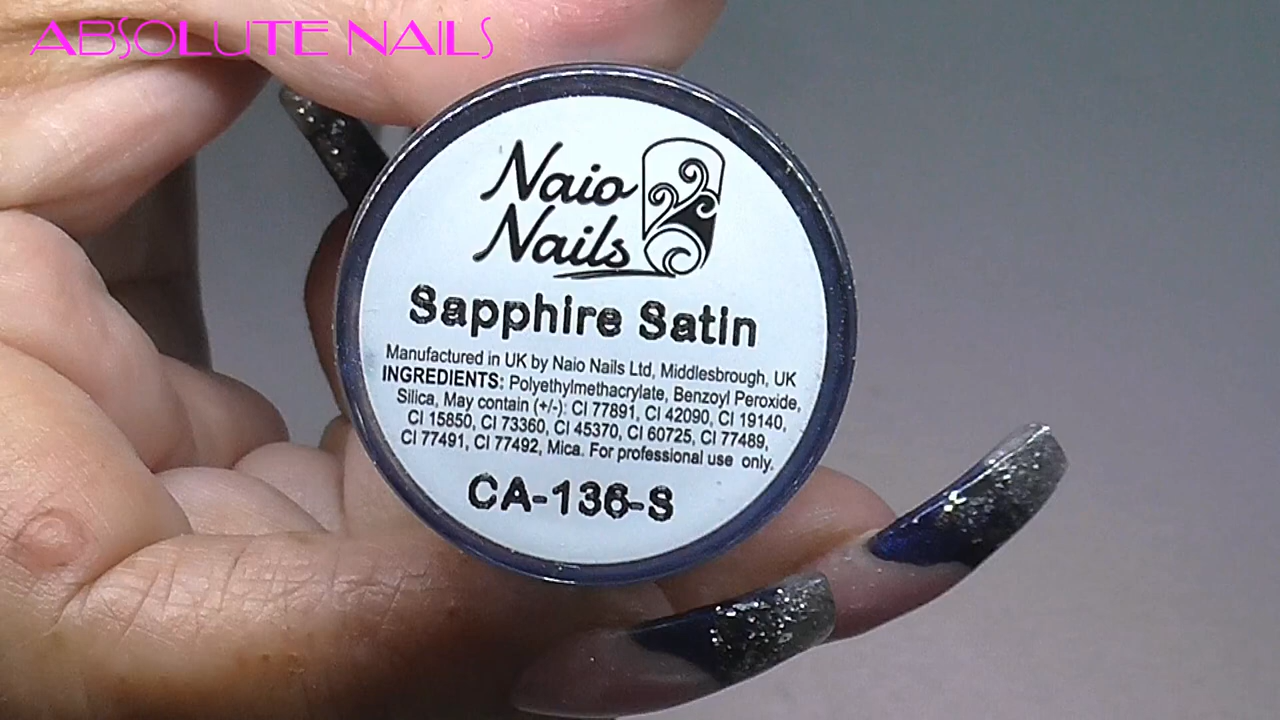 ABSOLUTE NAILS
Naio
Nails
Sapphire Satin
Manufactured in UK by Naio Nails Ltd, Middlesbrough, UK
INGREDIENTS: Polyethylmethacrylate, Benzoyl Peroxide,
Silica, May contain (+/-): CI 77891, CI 42090, CI 19140,
CI 15850, CI 73360, CI 45370, CI 60725, CI 77489,
CI 77491, CI 77492, Mica. For professional use only.
CA-136-S